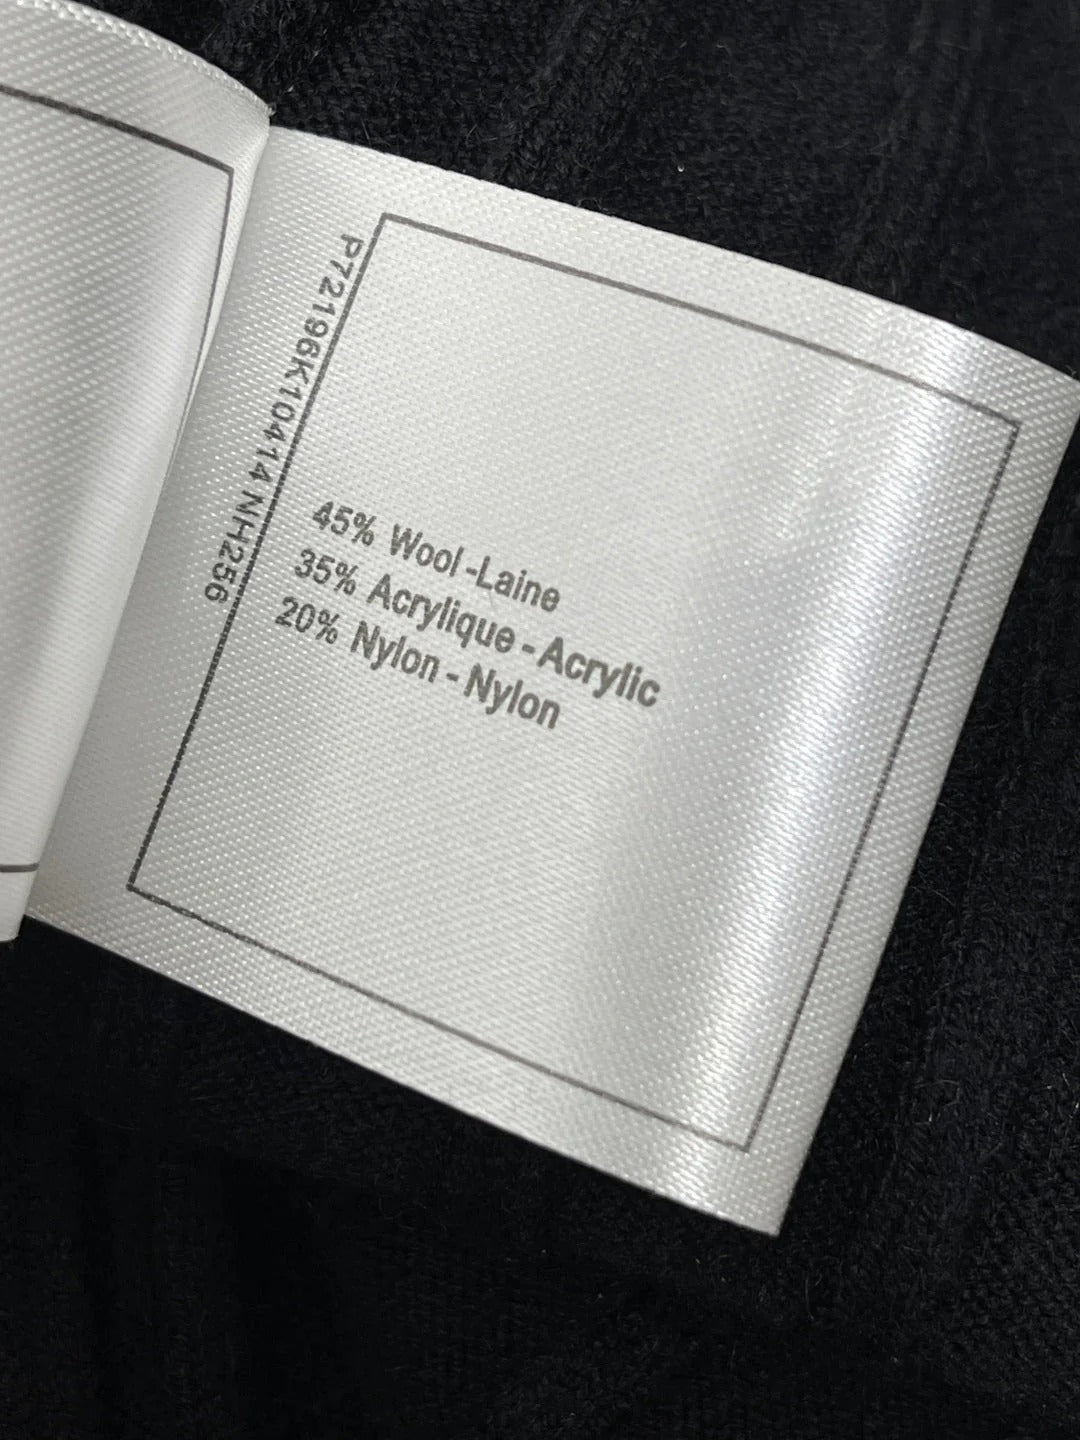 P72196K10414 NH256
45% Wool -Laine
35% Acrylique - Acrylic
20% Nylon - Nylon